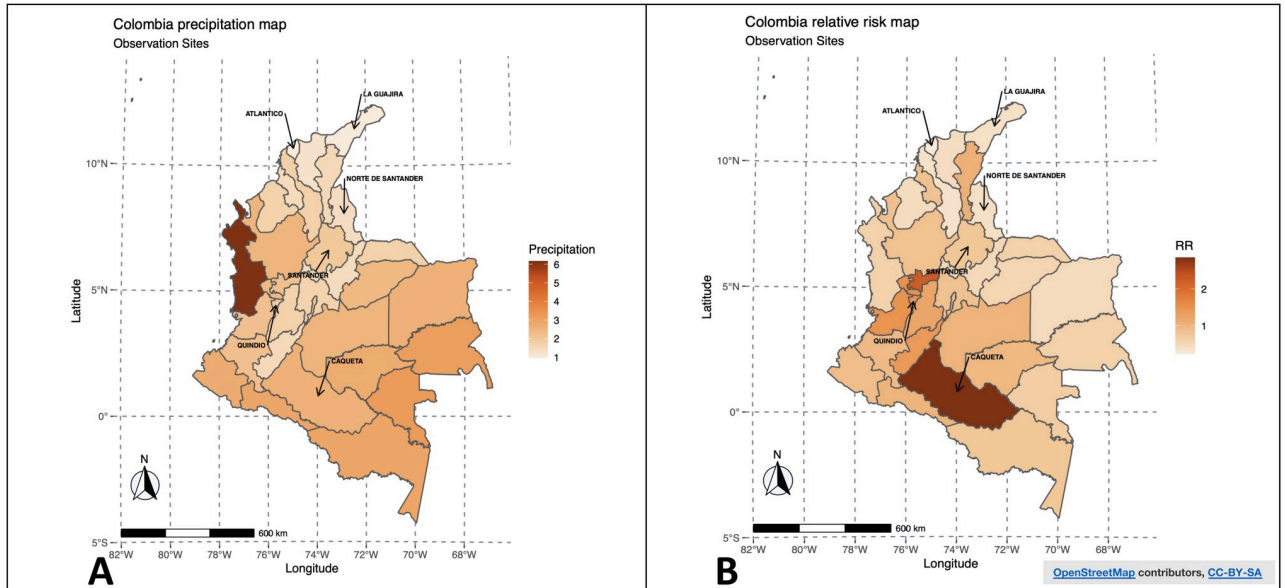 Colombia precipitation map
Observation Sites
LA GUAJIRA
ATLANTICO
10°N
NORTE DE SANTANDER
Precipitation
6
5
4
3
2
1
SANTANDER
5°N
Latitude
QUINDIO
CAQUETA
0°
N
600 km
5°S
82°W 80°W 78°W 76°W 74°W 72°W 70°W 68°W
Longitude
A
Colombia relative risk map
Observation Sites
LA GUAJIRA
ATLANTICO
10°N
NORTE DE SANTANDER
RR
2
1
SANTANDER
5°N
Latitude
QUINDIO
CAQUETA
0°
N
600 km
5°S
82°W 80°W 78°W 76°W 74°W 72°W 70°W 68°W
Longitude
B
OpenStreetMap contributors, CC-BY-SA